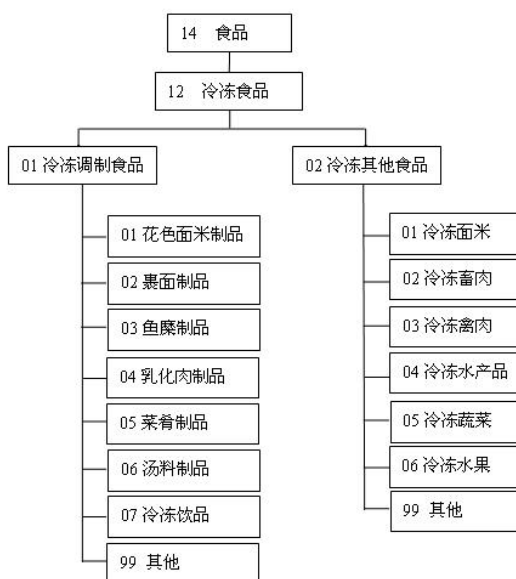 14 食品
12 冷冻食品
01 冷冻调制食品
02 冷冻其他食品
01 花色面米制品
02 裹面制品
03 鱼糜制品
04 乳化肉制品
05 菜肴制品
06 汤料制品
07 冷冻饮品
99 其他
01 冷冻面米
02 冷冻畜肉
03 冷冻禽肉
04 冷冻水产品
05 冷冻蔬菜
06 冷冻水果
99 其他